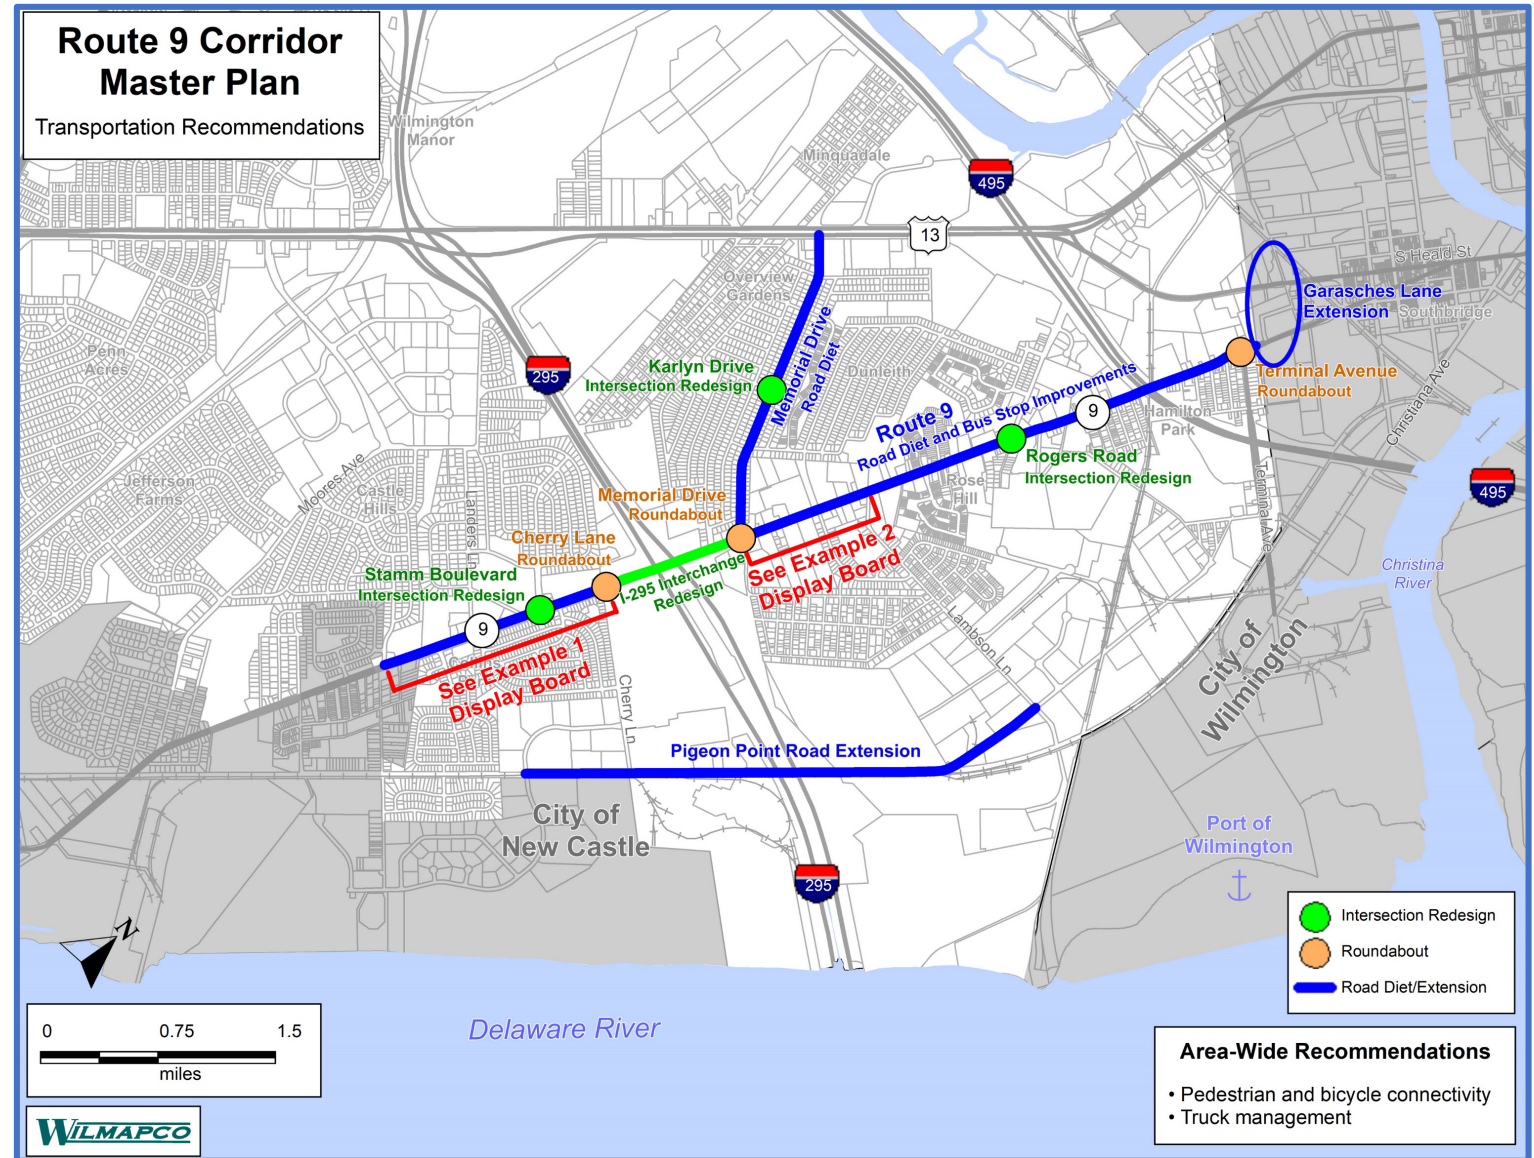 Route 9 Corridor
Master Plan
Transportation Recommendations
Wilmington
Manor
Minquadale
495
13
S Heald St
Overview
Gardens
Garasches Lane
Extension
Southbridge
Penn
Acres
295
Karlyn Drive
Intersection Redesign
Memorial Drive
Road Diet
Dunleith
Terminal Avenue
Roundabout
Route 9
Road Diet and Bus Stop Improvements
9
Hamilton
Park
Christiana Ave
Rogers Road
Intersection Redesign
495
Jefferson
Farms
Moores Ave
Castle
Hills
Landers Ln
Rose
Hill
Terminal Ave
Memorial Drive
Roundabout
Cherry Lane
Roundabout
Stamm Boulevard
Intersection Redesign
I-295 Interchange
Redesign
See Example 2
Display Board
Christina
River
9
See Example 1
Display Board
Lambson Ln
City of
Wilmington
Cherry Ln
Pigeon Point Road Extension
City of
New Castle
Port of
Wilmington
295
N
Intersection Redesign
Roundabout
Road Diet/Extension
0 0.75 1.5
miles
Delaware River
Area-Wide Recommendations
• Pedestrian and bicycle connectivity
• Truck management
WILMAPCO